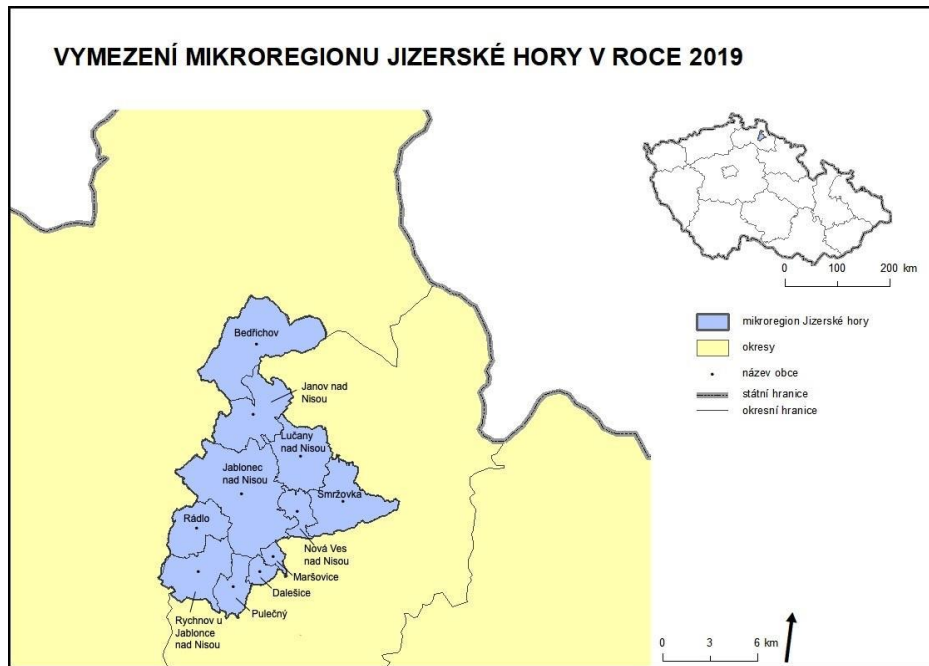 VYMEZENÍ MIKROREGIONU JIZERSKÉ HORY V ROCE 2019
0 100 200 km
mikroregion Jizerské hory
okresy
název obce
státní hranice
okresní hranice
Bedřichov
Janov nad
Nisou
Lučany
nad Nisou
Jablonec
nad Nisou
Smržovka
Rádlo
Nová Ves
nad Nisou
Maršovice
Dalešice
Pulečný
Rychnov u
Jablonce
nad Nisou
0 3 6 km